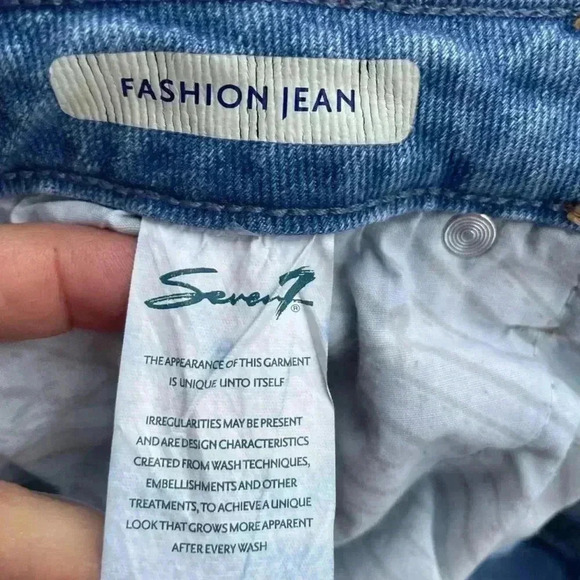 FASHION JEAN
Seven7®
THE APPEARANCE OF THIS GARMENT
IS UNIQUE UNTO ITSELF
IRREGULARITIES MAY BE PRESENT
AND ARE DESIGN CHARACTERISTICS
CREATED FROM WASH TECHNIQUES,
EMBELLISHMENTS AND OTHER
TREATMENTS, TO ACHIEVE A UNIQUE
LOOK THAT GROWS MORE APPARENT
AFTER EVERY WASH